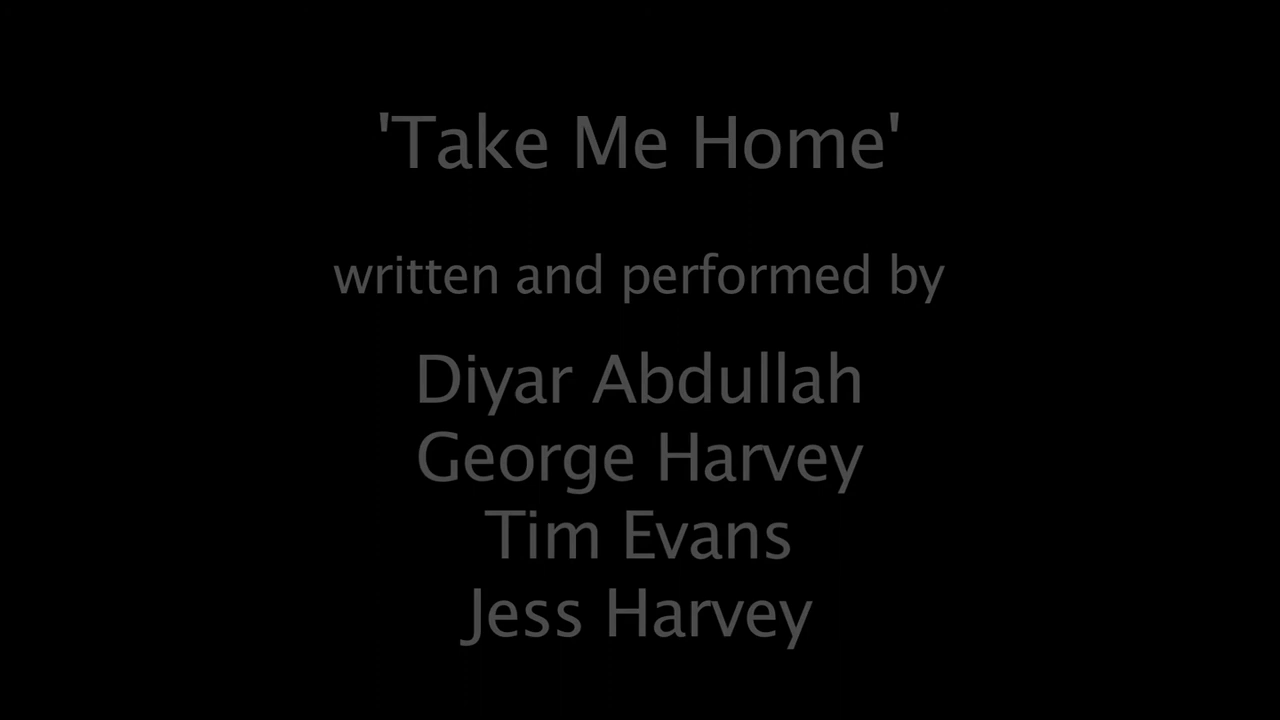 'Take Me Home'
written and performed by
Diyar Abdullah
George Harvey
Tim Evans
Jess Harvey